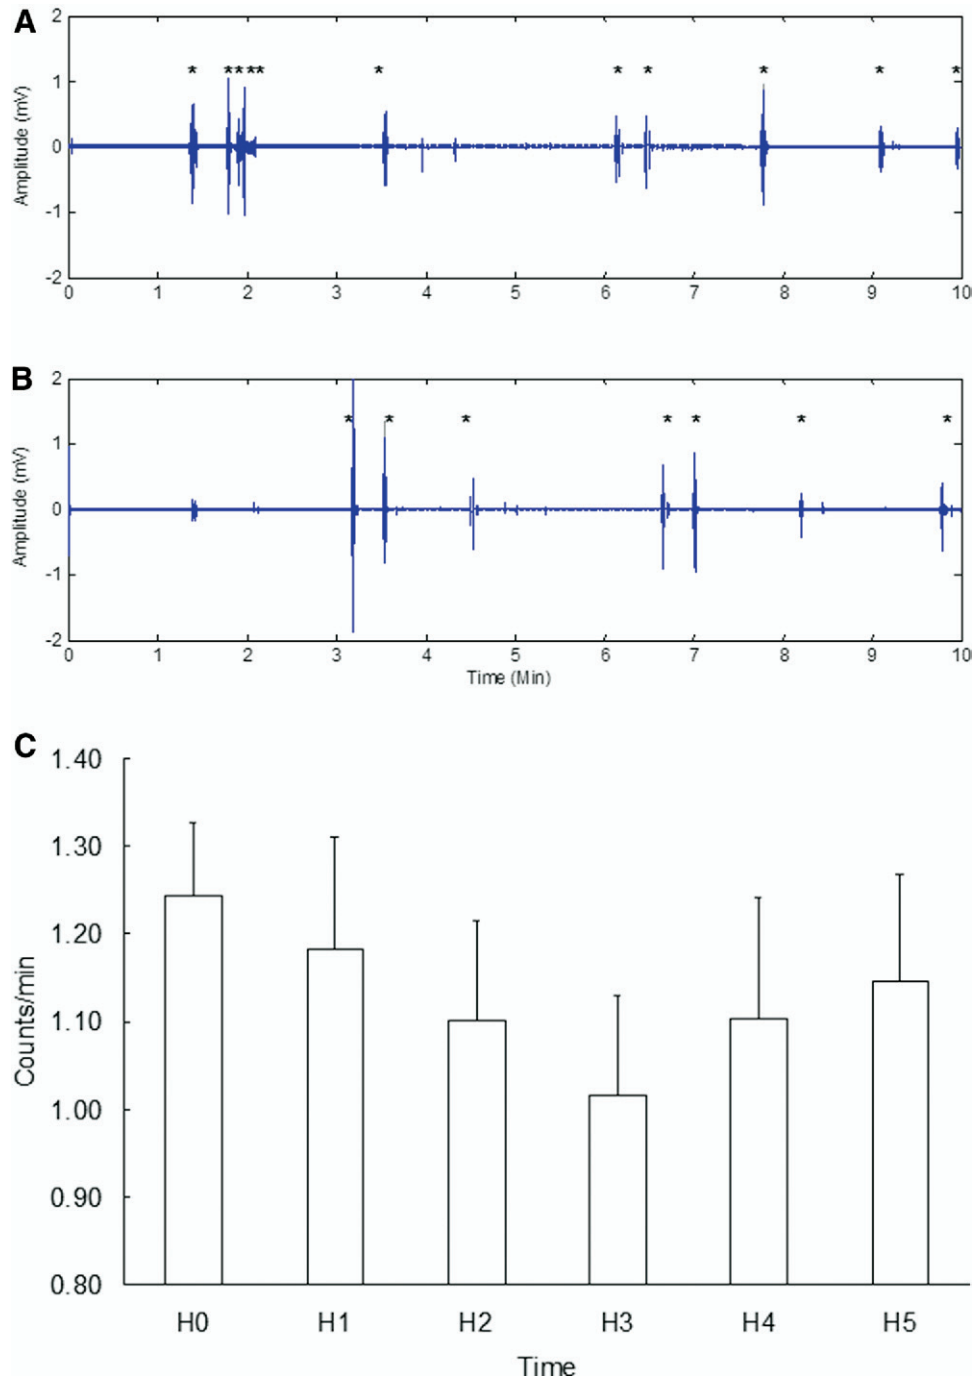 A
2
* * * * * * * * * * *
1
Amplitude (mV)
0
-1
-2
0 1 2 3 4 5 6 7 8 9 10
B
2
* * * * * * *
1
Amplitude (mV)
0
-1
-2
0 1 2 3 4 5 6 7 8 9 10
Time (Min)
C
1.40
1.30
1.20
Counts/min
1.10
1.00
0.90
0.80
H0 H1 H2 H3 H4 H5
Time